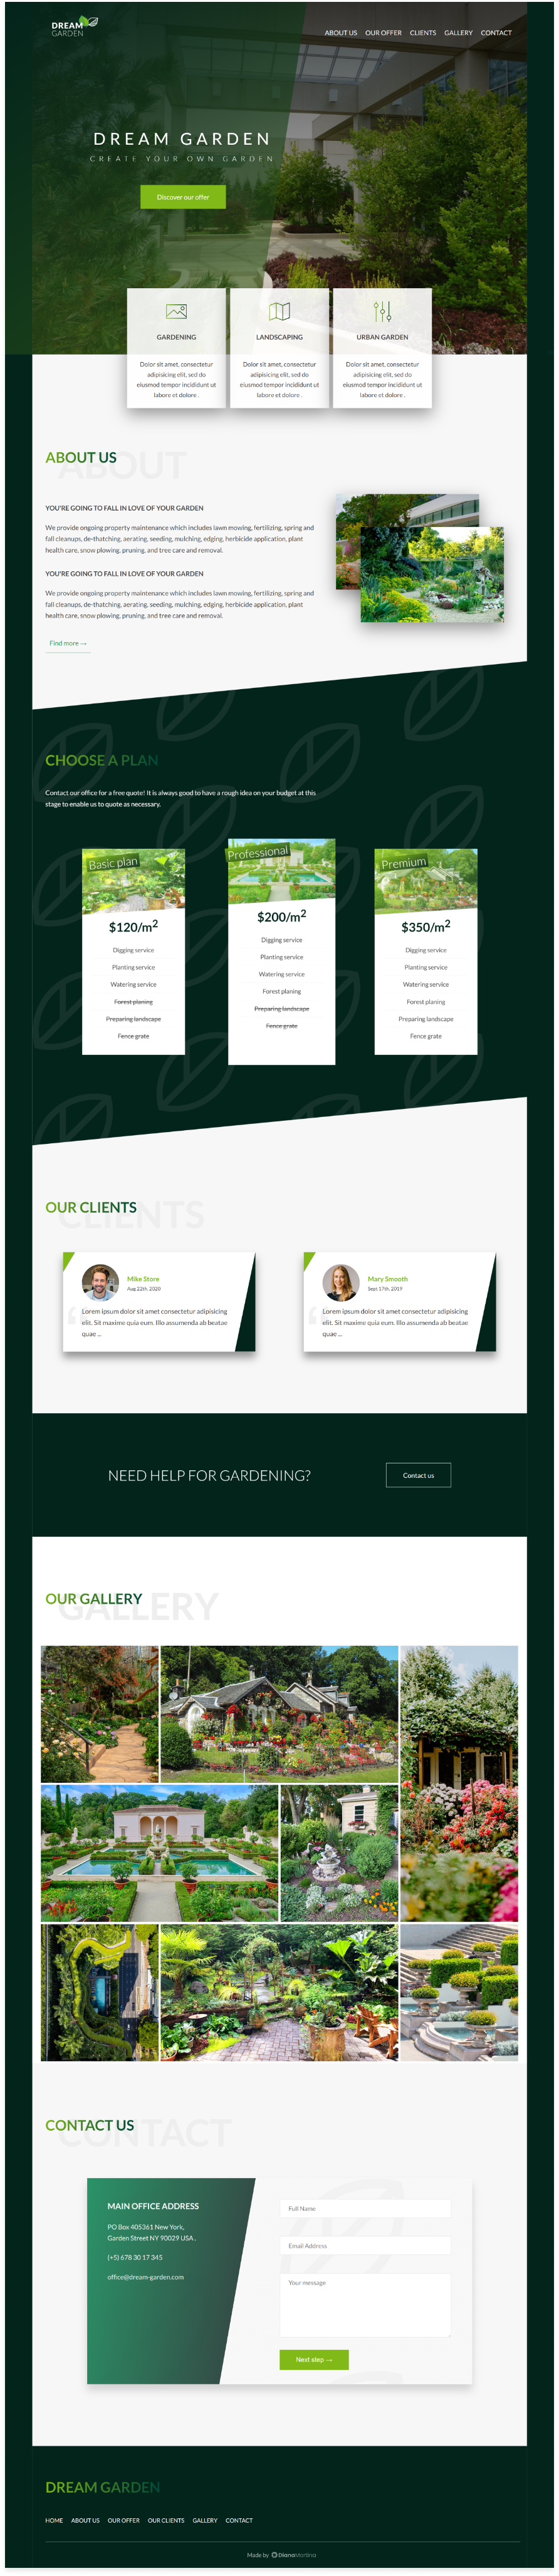 DREAM
GARDEN
ABOUT US OUR OFFER CLIENTS GALLERY CONTACT
DREAM GARDEN
CREATE YOUR OWN GARDEN
Discover our offer
GARDENING
Dolor sit amet, consectetur
adipisicing elit, sed do
eiusmod tempor incididunt ut
labore et dolore .
LANDSCAPING
Dolor sit amet, consectetur
adipisicing elit, sed do
eiusmod tempor incididunt ut
labore et dolore .
URBAN GARDEN
Dolor sit amet, consectetur
adipisicing elit, sed do
eiusmod tempor incididunt ut
labore et dolore .
ABOUT US
ABOUT
YOU'RE GOING TO FALL IN LOVE OF YOUR GARDEN
We provide ongoing property maintenance which includes lawn mowing, fertilizing, spring and
fall cleanups, de-thatching, aerating, seeding, mulching, edging, herbicide application, plant
health care, snow plowing, pruning, and tree care and removal.
YOU'RE GOING TO FALL IN LOVE OF YOUR GARDEN
We provide ongoing property maintenance which includes lawn mowing, fertilizing, spring and
fall cleanups, de-thatching, aerating, seeding, mulching, edging, herbicide application, plant
health care, snow plowing, pruning, and tree care and removal.
Find more →
CHOOSE A PLAN
Contact our office for a free quote! It is always good to have a rough idea on your budget at this
stage to enable us to quote as necessary.
Basic plan
$120/m2
Digging service
Planting service
Watering service
Forest planing
Preparing landscape
Fence grate
Professional
$200/m2
Digging service
Planting service
Watering service
Forest planing
Preparing landscape
Fence grate
Premium
$350/m2
Digging service
Planting service
Watering service
Forest planing
Preparing landscape
Fence grate
OUR CLIENTS
CLIENTS
Mike Store
Aug 22th, 2020
Lorem ipsum dolor sit amet consectetur adipisicing
elit. Sit maxime quia eum. Illo assumenda ab beatae
quae ...
Mary Smooth
Sept 17th, 2019
Lorem ipsum dolor sit amet consectetur adipisicing
elit. Sit maxime quia eum. Illo assumenda ab beatae
quae ...
NEED HELP FOR GARDENING?
Contact us
OUR GALLERY
GALLERY
CONTACT US
CONTACT
MAIN OFFICE ADDRESS
PO Box 405361 New York,
Garden Street NY 90029 USA .
(+5) 678 30 17 345
office@dream-garden.com
Full Name
Email Address
Your message
Next step →
DREAM GARDEN
HOME ABOUT US OUR OFFER OUR CLIENTS GALLERY CONTACT
Made by DianaMartina